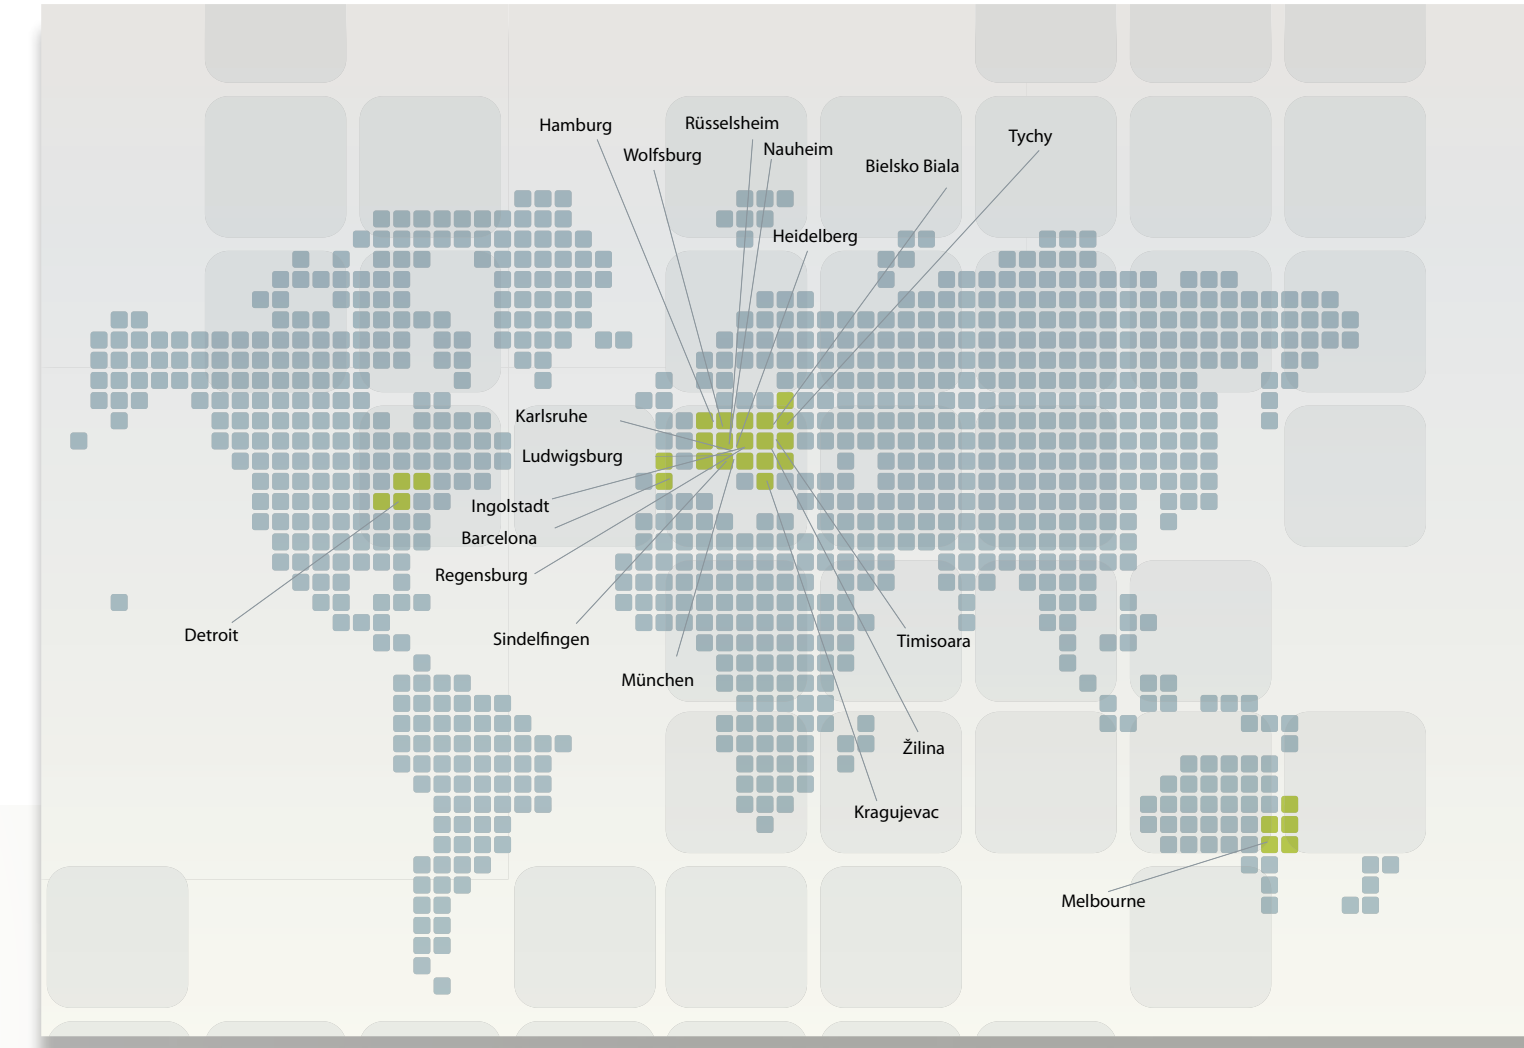 Hamburg
Rüsselsheim
Wolfsburg
Nauheim
Tychy
Bielsko Biala
Heidelberg
Karlsruhe
Ludwigsburg
Ingolstadt
Barcelona
Regensburg
Detroit
Sindelfingen
Timisoara
München
Žilina
Kragujevac
Melbourne